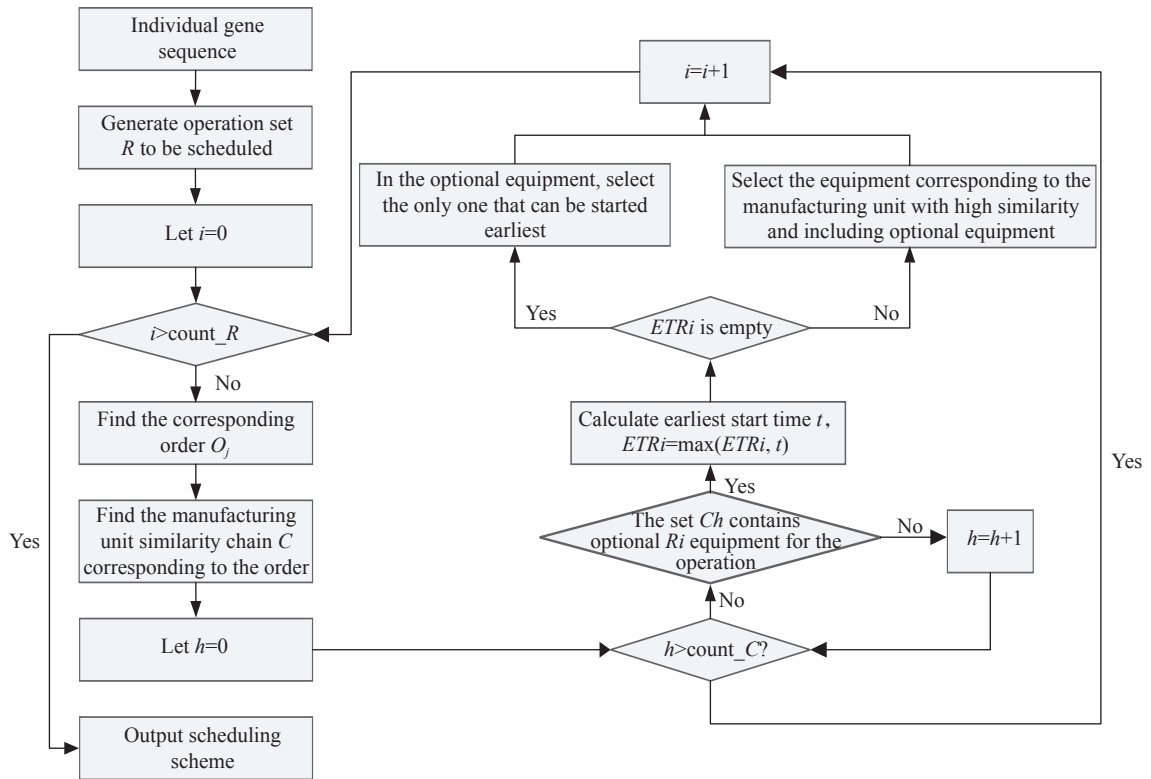 Individual gene
sequence
Generate operation set
R to be scheduled
Let i=0
i>count_R
No
Yes
Find the corresponding
order Oj
Find the manufacturing
unit similarity chain C
corresponding to the order
Let h=0
Output scheduling
scheme
i=i+1
In the optional equipment, select
the only one that can be started
earliest
Select the equipment corresponding to the
manufacturing unit with high similarity
and including optional equipment
Yes
ETRi is empty
No
Calculate earliest start time t,
ETRi=max(ETRi, t)
Yes
The set Ch contains
optional Ri equipment for the
operation
No
h=h+1
No
h>count_C?
Yes